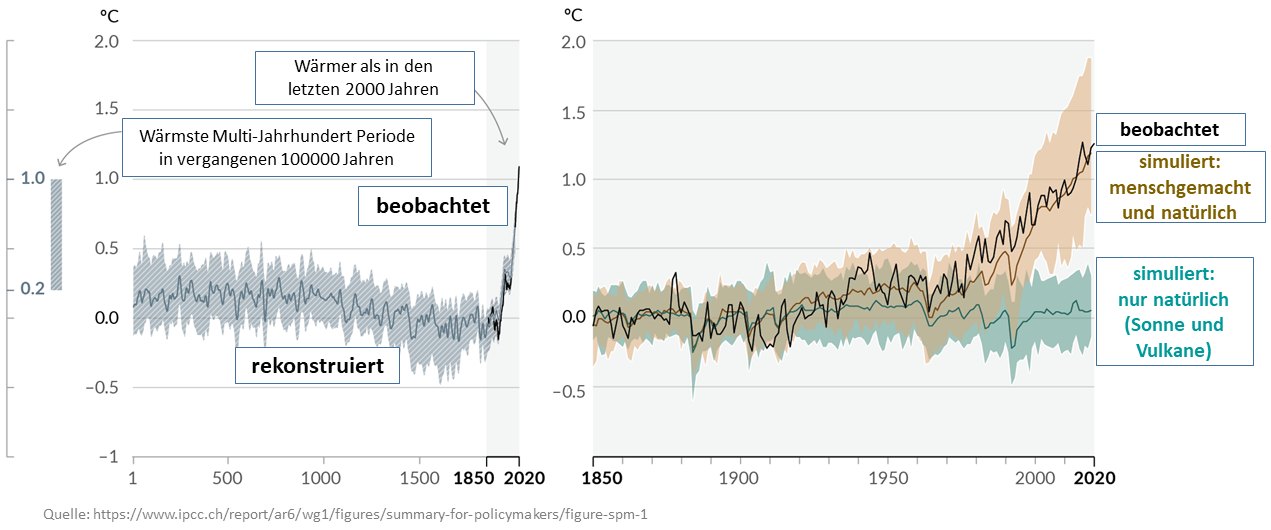 °C
2.0
1.5
1.0
0.5
0.0
−0.5
−1
1.0
0.2
Wärmer als in den
letzten 2000 Jahren
Wärmste Multi-Jahrhundert Periode
in vergangenen 100000 Jahren
beobachtet
rekonstruiert
1
500
1000
1500
1850
2020
°C
2.0
1.5
1.0
0.5
0.0
−0.5
beobachtet
simuliert:
menschgemacht
und natürlich
simuliert:
nur natürlich
(Sonne und
Vulkane)
1850
1900
1950
2000
2020
Quelle: https://www.ipcc.ch/report/ar6/wg1/figures/summary-for-policymakers/figure-spm-1